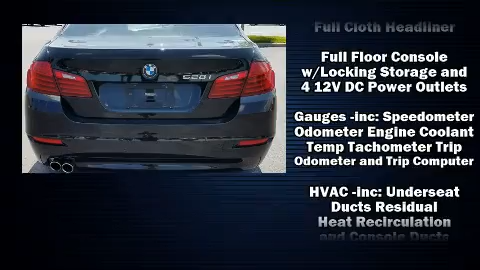 Full Cloth Headliner
Full Floor Console
w/Locking Storage and
4 12V DC Power Outlets
Gauges -inc: Speedometer
Odometer Engine Coolant
Temp Tachometer Trip
Odometer and Trip Computer
HVAC -inc: Underseat
Ducts Residual
Heat Recirculation
and Console Ducts
528i